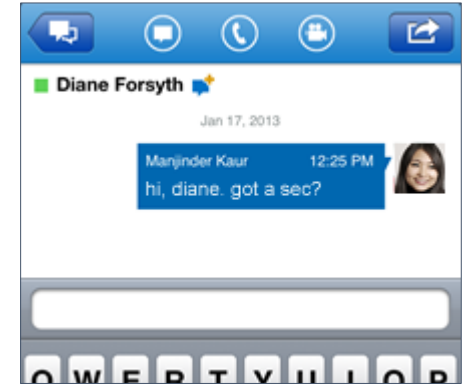 Diane Forsyth
Jan 17, 2013
Manjinder Kaur 12:25 PM
hi, diane. got a sec?
Q W E R T Y U I O P